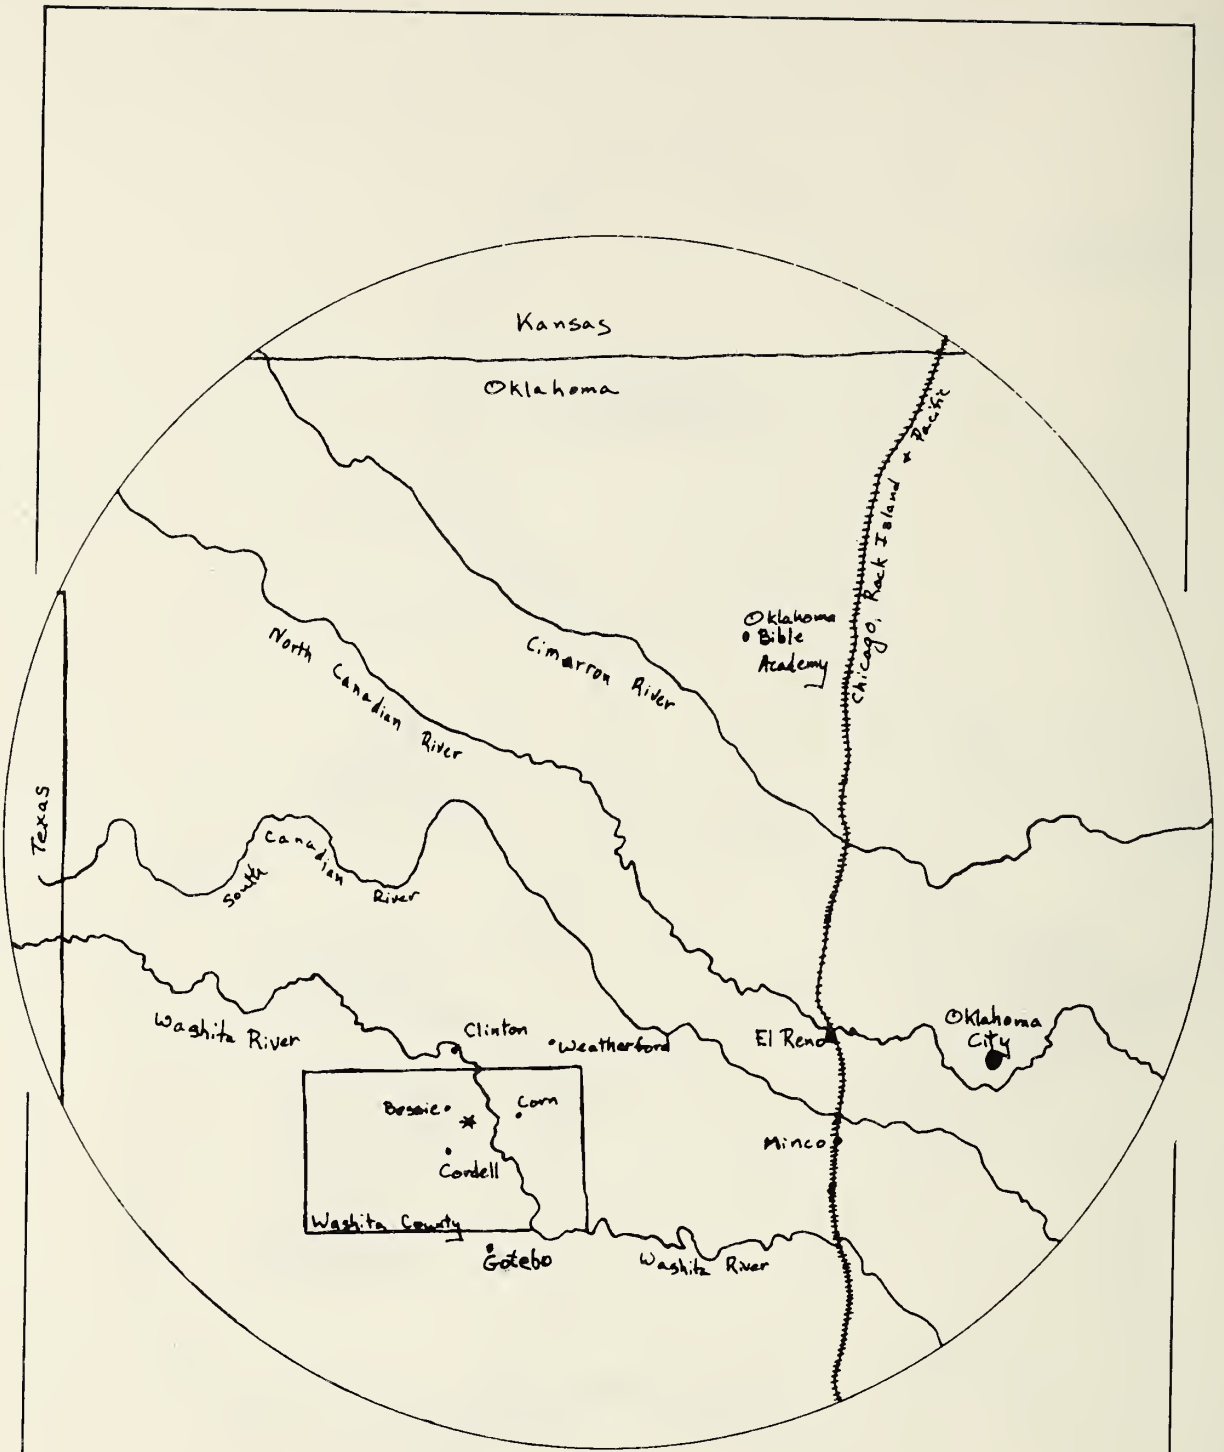 Kansas
Oklahoma
Chicago, Rock Island & Pacific
Oklahoma
Bible
Academy
Cimarron River
North Canadian River
Texas
South Canadian River
Washita River
Clinton
Weatherford
El Reno
Oklahoma
City
Bessie
Corn
Cordell
Minco
Washita County
Gotebo
Washita River